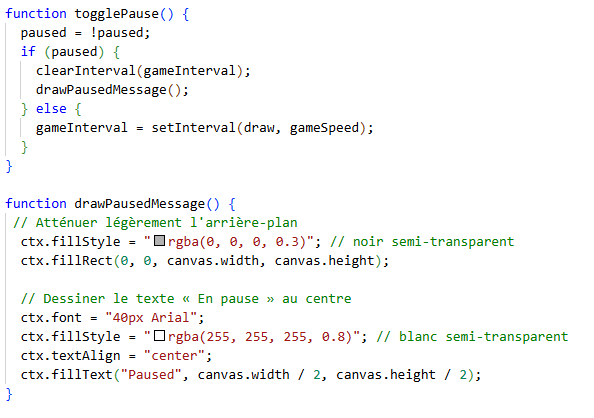 function togglePause() {
paused = !paused;
if (paused) {
clearInterval(gameInterval);
drawPausedMessage();
} else {
gameInterval = setInterval(draw, gameSpeed);
}
}
function drawPausedMessage() {
// Atténuer légèrement l'arrière-plan
ctx.fillStyle = "rgba(0, 0, 0, 0.3)"; // noir semi-transparent
ctx.fillRect(0, 0, canvas.width, canvas.height);
// Dessiner le texte « En pause » au centre
ctx.font = "40px Arial";
ctx.fillStyle = "rgba(255, 255, 255, 0.8)"; // blanc semi-transparent
ctx.textAlign = "center";
ctx.fillText("Paused", canvas.width / 2, canvas.height / 2);
}